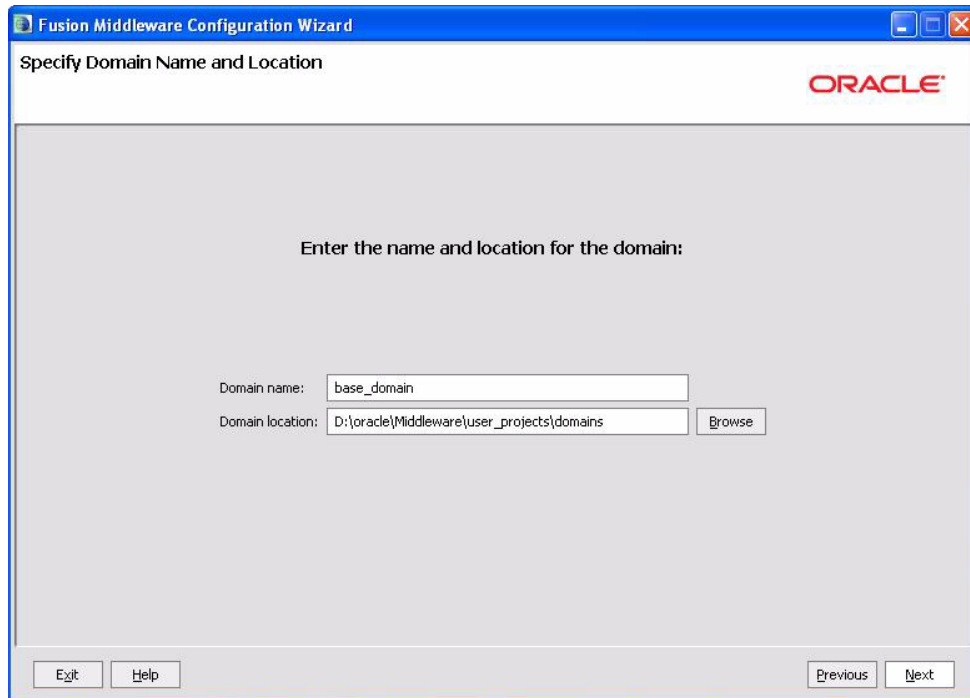 Fusion Middleware Configuration Wizard
Specify Domain Name and Location
ORACLE
Enter the name and location for the domain:
Domain name: base_domain
Domain location: D:\oracle\Middleware\user_projects\domains Browse
Exit Help Previous Next